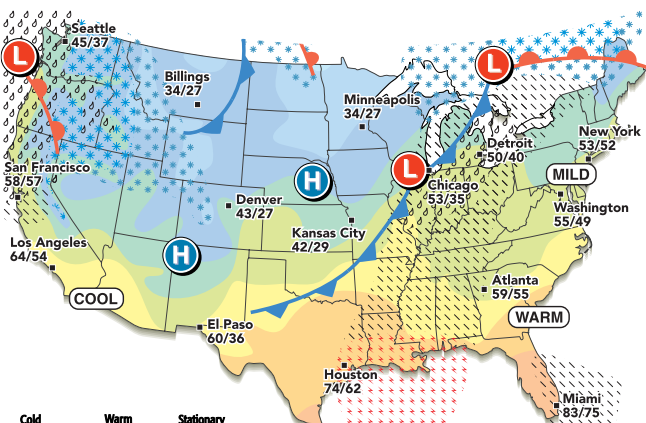 Seattle
45/37
L
L
Billings
34/27
Minneapolis
34/27
New York
53/52
Detroit
50/40
San Francisco
58/57
H
L
MILD
Chicago
53/35
Denver
43/27
Washington
55/49
Kansas City
42/29
Los Angeles
64/54
H
Atlanta
59/55
COOL
WARM
El Paso
60/36
Houston
74/62
Miami
83/75
Cold
Warm
Stationary